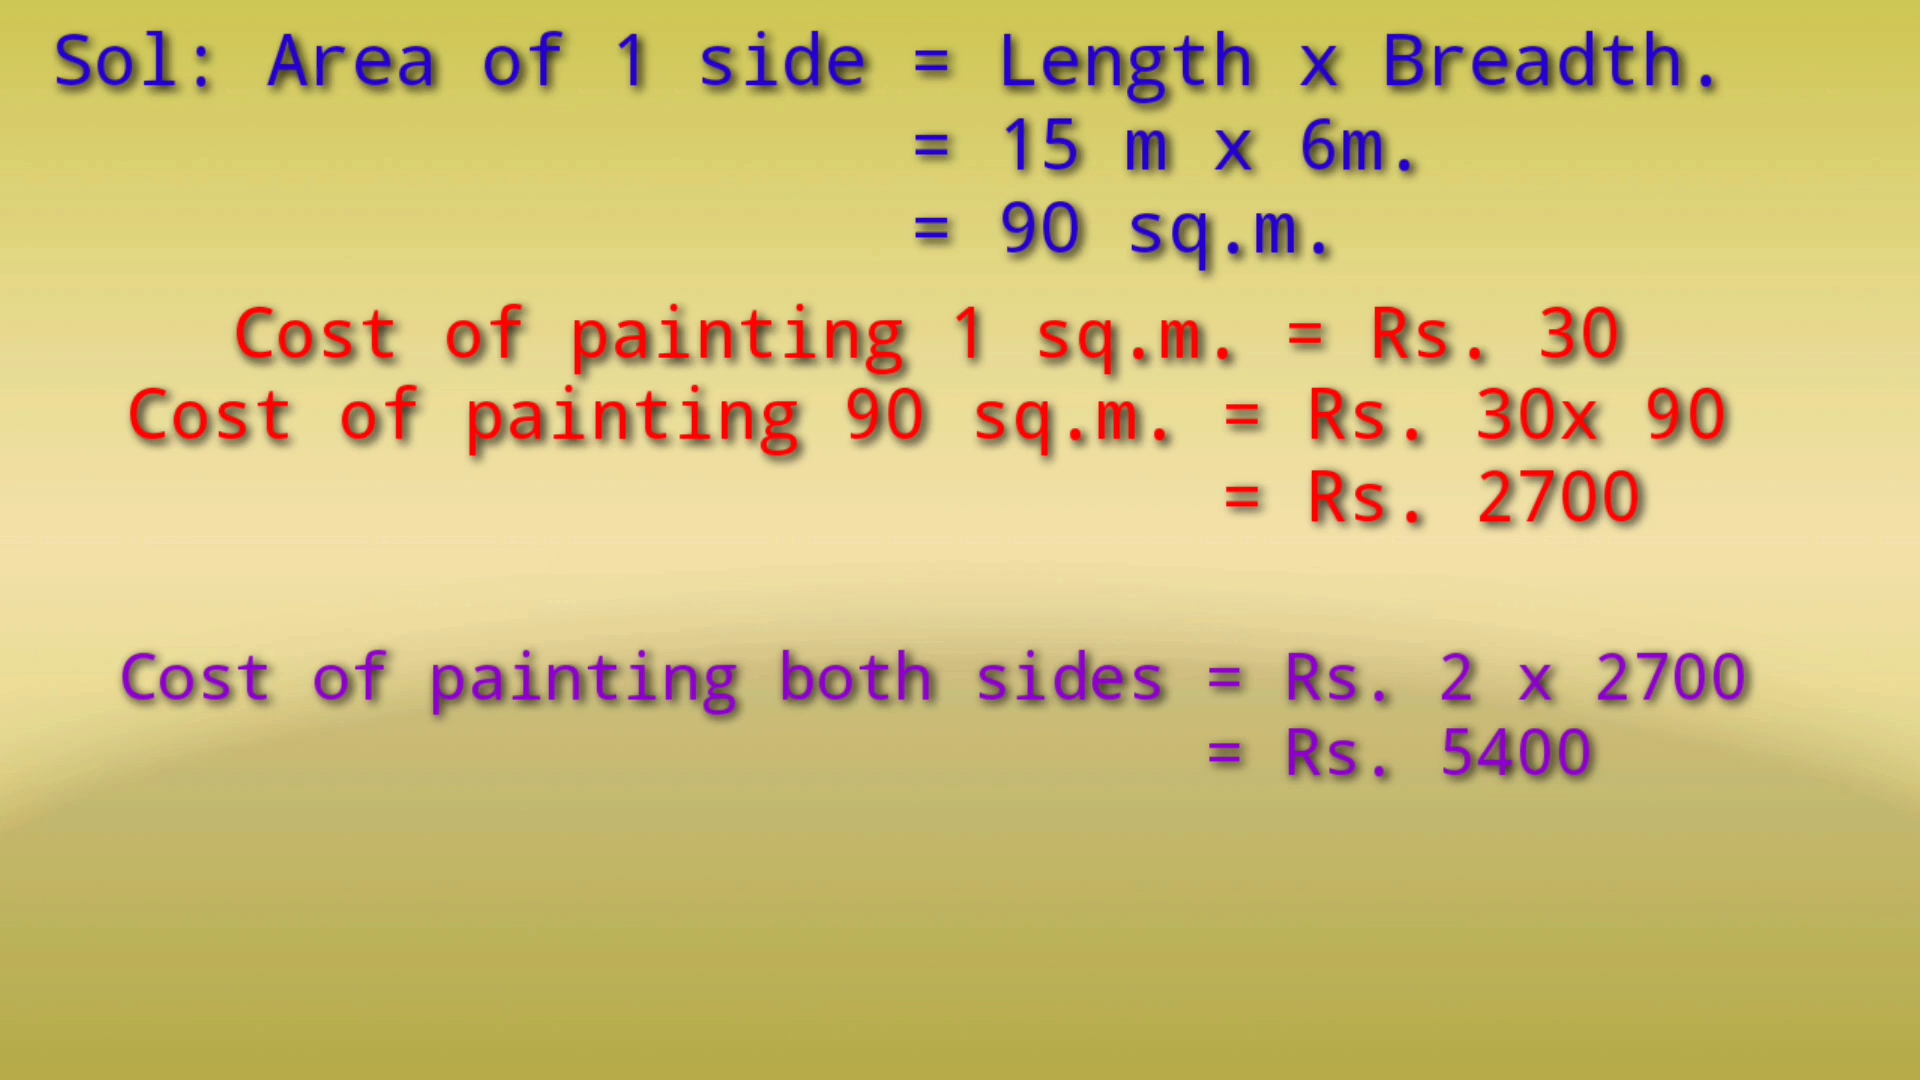 Sol: Area of 1 side = Length x Breadth.
= 15 m x 6m.
= 90 sq.m.
Cost of painting 1 sq.m. = Rs. 30
Cost of painting 90 sq.m. = Rs. 30x 90
= Rs. 2700
Cost of painting both sides = Rs. 2 x 2700
= Rs. 5400